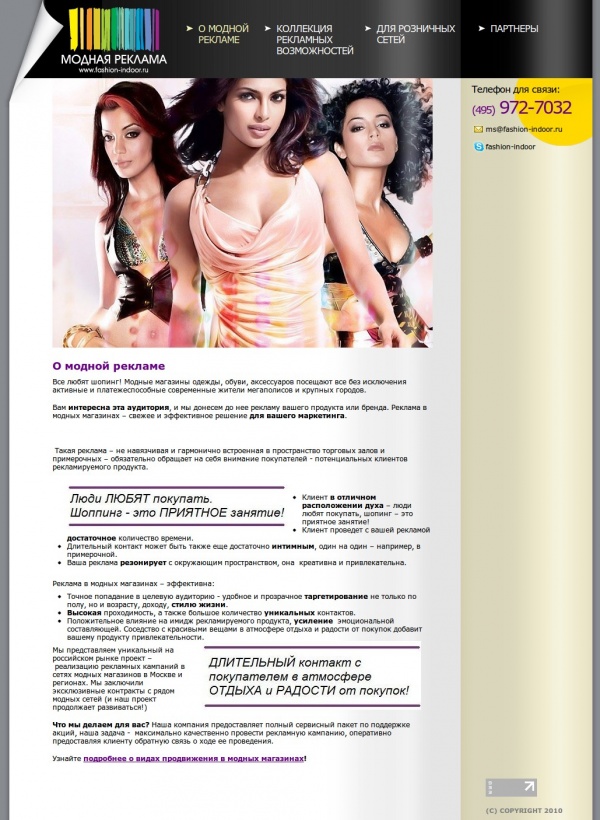 О МОДНОЙ
РЕКЛАМЕ
КОЛЛЕКЦИЯ
РЕКЛАМНЫХ
ВОЗМОЖНОСТЕЙ
ДЛЯ РОЗНИЧНЫХ
СЕТЕЙ
ПАРТНЕРЫ
МОДНАЯ РЕКЛАМА
www.fashion-indoor.ru
Телефон для связи:
(495) 972-7032
ms@fashion-indoor.ru
fashion-indoor
О модной рекламе
Все любят шопинг! Модные магазины одежды, обуви, аксессуаров посещают все без исключения
активные и платежеспособные современные жители мегаполисов и крупных городов.
Вам интересна эта аудитория, и мы донесем до нее рекламу вашего продукта или бренда. Реклама в
модных магазинах – свежее и эффективное решение для вашего маркетинга.
Такая реклама – не навязчивая и гармонично встроенная в пространство торговых залов и
примерочных – обязательно обращает на себя внимание покупателей - потенциальных клиентов
рекламируемого продукта.
Люди ЛЮБЯТ покупать.
Шоппинг - это ПРИЯТНОЕ занятие!
• Клиент в отличном
расположении духа – люди
любят покупать, шопинг – это
приятное занятие!
• Клиент проведет с вашей рекламой
достаточное количество времени.
• Длительный контакт может быть также еще достаточно интимным, один на один – например, в
примерочной.
• Ваша реклама резонирует с окружающим пространством, она  креативна и привлекательна.
Реклама в модных магазинах – эффективна:
• Точное попадание в целевую аудиторию - удобное и прозрачное таргетирование не только по
полу, но и возрасту, доходу, стилю жизни.
• Высокая проходимость, а также большое количество уникальных контактов.
• Положительное влияние на имидж рекламируемого продукта, усиление  эмоциональной
составляющей. Соседство с красивыми вещами в атмосфере отдыха и радости от покупок добавит
вашему продукту привлекательности.
Мы представляем уникальный на
российском рынке проект –
реализацию рекламных кампаний в
сетях модных магазинов в Москве и
регионах. Мы заключили
эксклюзивные контракты с рядом
модных сетей (и наш проект
продолжает развиваться!)
ДЛИТЕЛЬНЫЙ контакт с
покупателем в атмосфере
ОТДЫХА и РАДОСТИ от покупок!
Что мы делаем для вас? Наша компания предоставляет полный сервисный пакет по поддержке
акций, наша задача -  максимально качественно провести рекламную кампанию, оперативно
предоставляя клиенту обратную связь о ходе ее проведения.
Узнайте подробнее о видах продвижения в модных магазинах!
(C) COPYRIGHT 2010